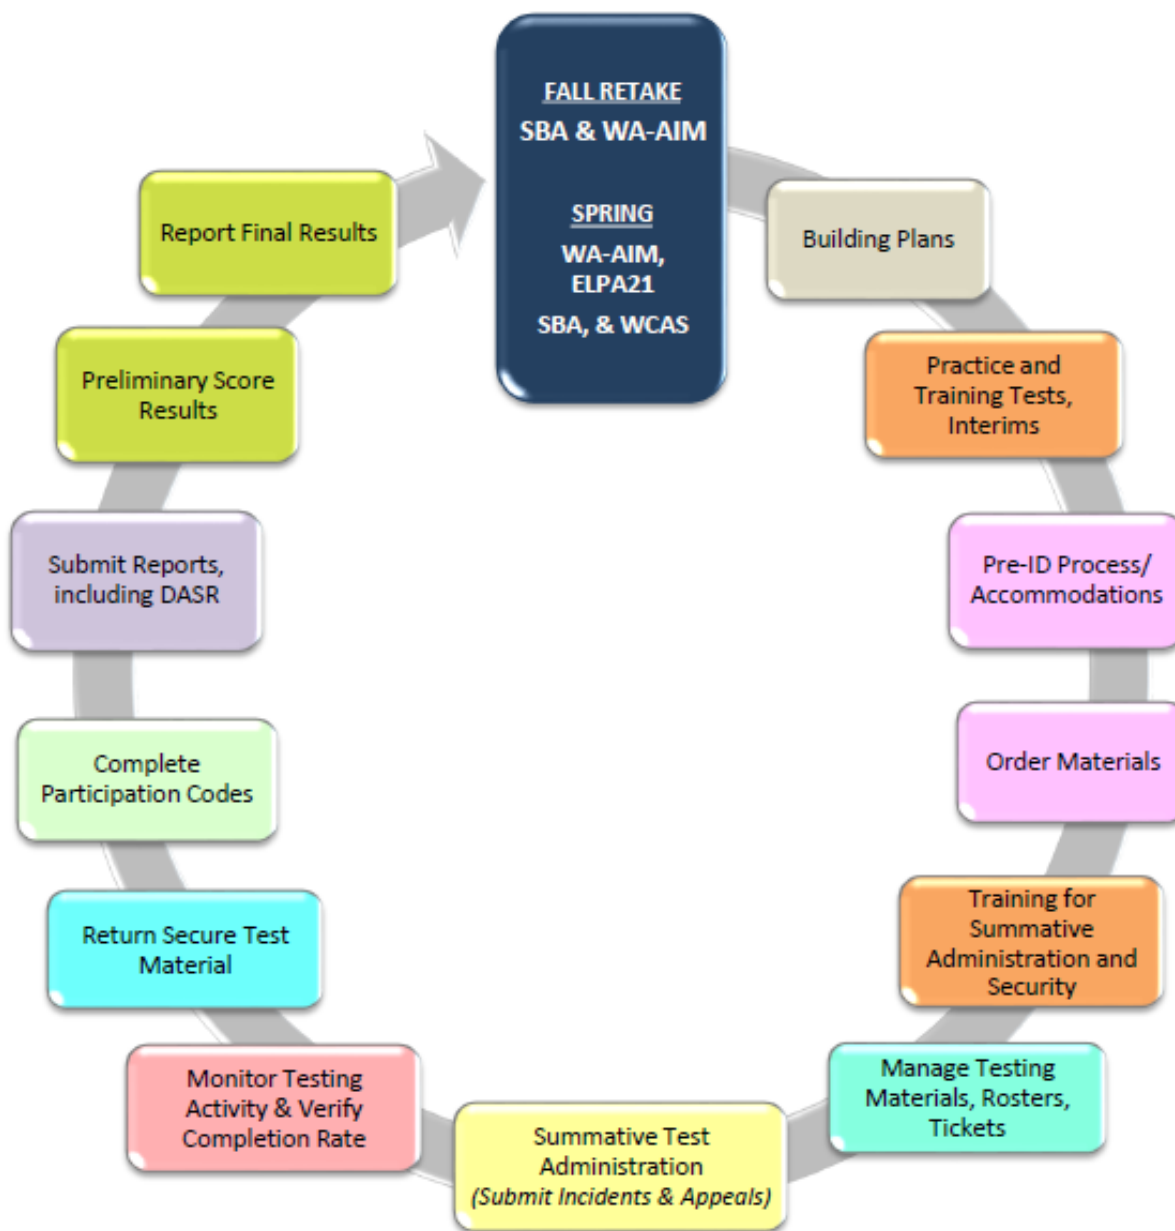 FALL RETAKE
SBA & WA-AIM
SPRING
WA-AIM,
ELPA21
SBA, & WCAS
Building Plans
Practice and
Training Tests,
Interims
Pre-ID Process/
Accommodations
Order Materials
Training for
Summative
Administration and
Security
Manage Testing
Materials, Rosters,
Tickets
Summative Test
Administration
(Submit Incidents & Appeals)
Monitor Testing
Activity & Verify
Completion Rate
Return Secure Test
Material
Complete
Participation Codes
Submit Reports,
including DASR
Preliminary Score
Results
Report Final Results